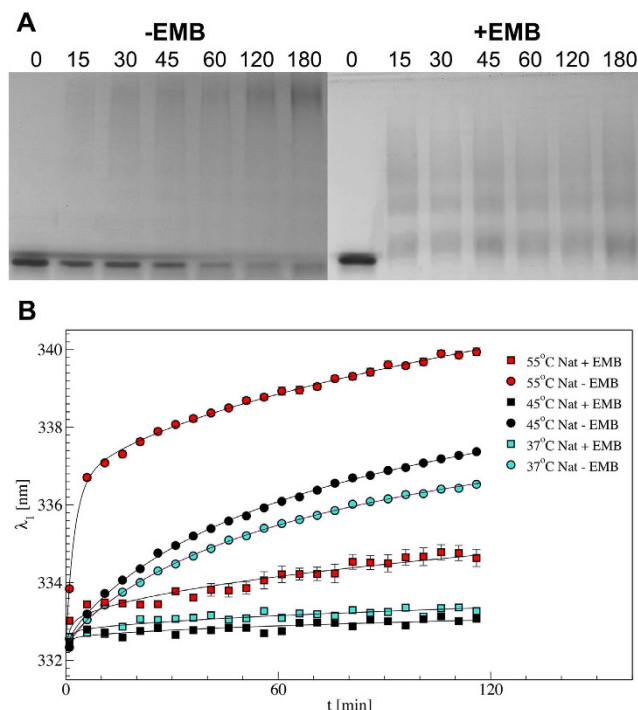 A
-EMB +EMB
0 15 30 45 60 120 180 0 15 30 45 60 120 180
B
340
338
336
334
332
λ₁ [nm]
55°C Nat + EMB
55°C Nat - EMB
45°C Nat + EMB
45°C Nat - EMB
37°C Nat + EMB
37°C Nat - EMB
0 60 120
t [min]